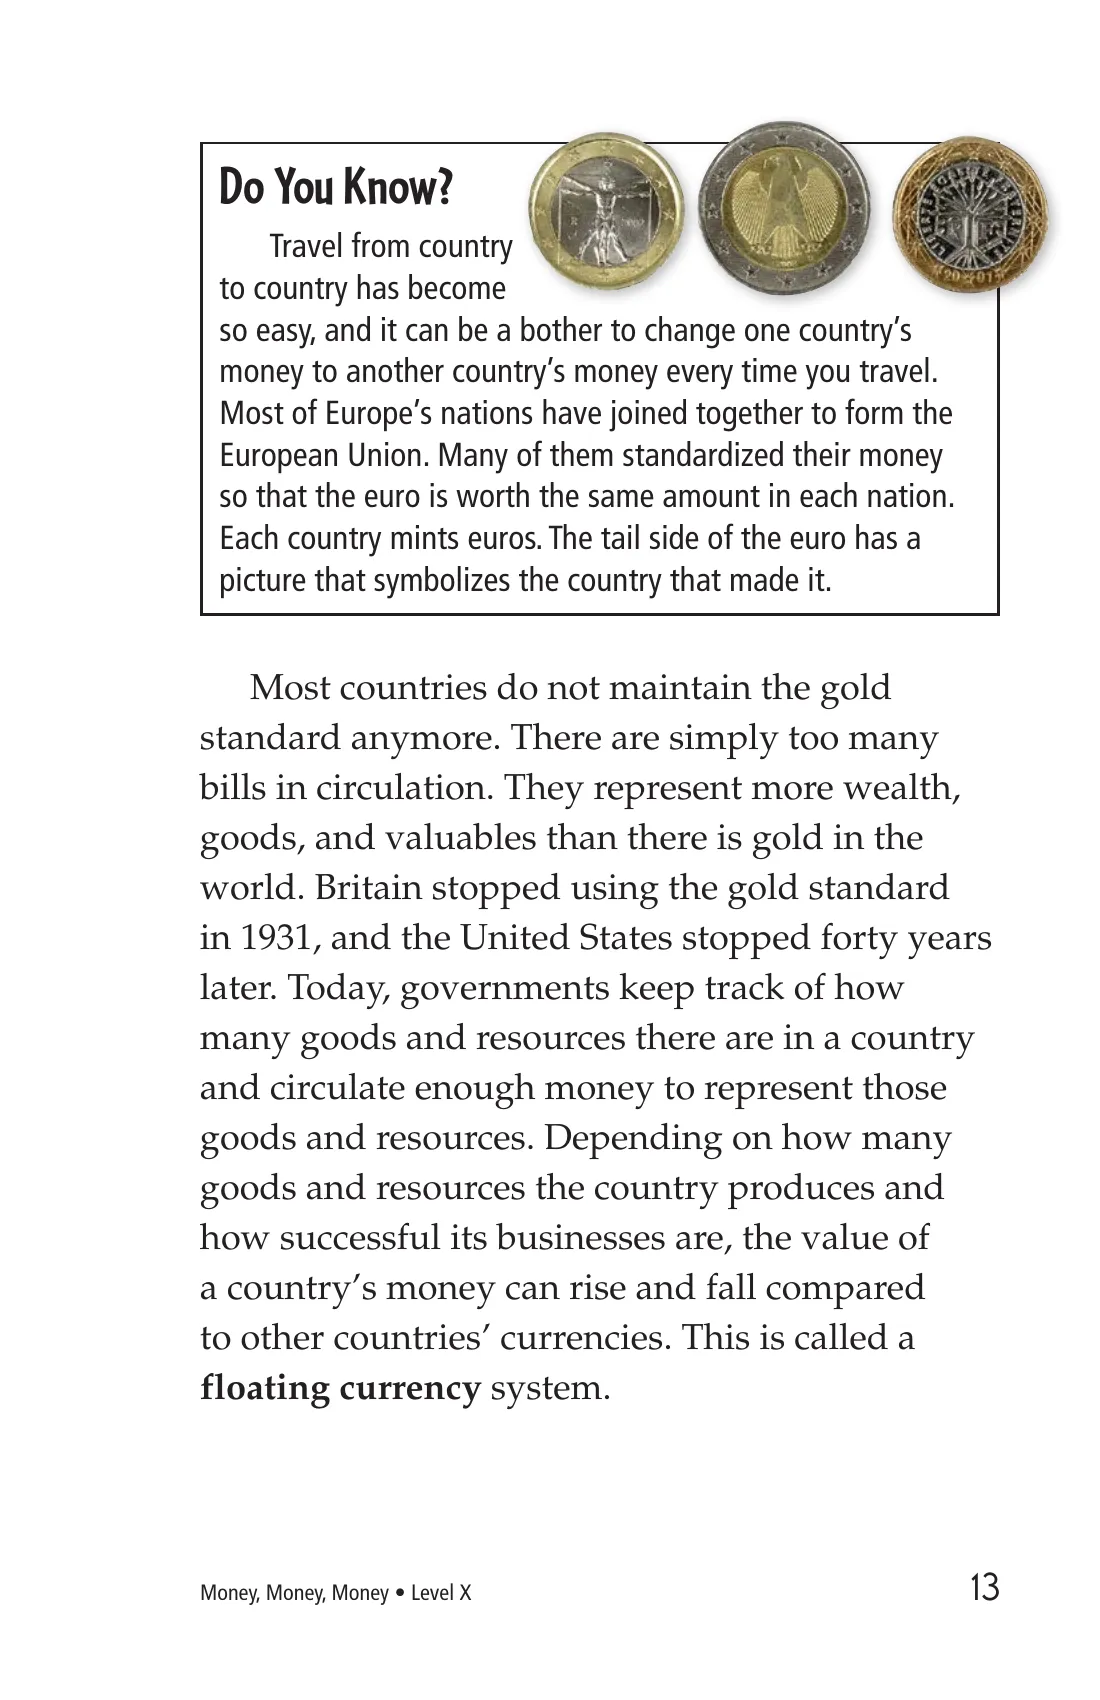 Do You Know?
Travel from country
to country has become
so easy, and it can be a bother to change one country’s
money to another country’s money every time you travel.
Most of Europe’s nations have joined together to form the
European Union. Many of them standardized their money
so that the euro is worth the same amount in each nation.
Each country mints euros. The tail side of the euro has a
picture that symbolizes the country that made it.
Most countries do not maintain the gold
standard anymore. There are simply too many
bills in circulation. They represent more wealth,
goods, and valuables than there is gold in the
world. Britain stopped using the gold standard
in 1931, and the United States stopped forty years
later. Today, governments keep track of how
many goods and resources there are in a country
and circulate enough money to represent those
goods and resources. Depending on how many
goods and resources the country produces and
how successful its businesses are, the value of
a country’s money can rise and fall compared
to other countries’ currencies. This is called a
floating currency system.
Money, Money, Money • Level X
13